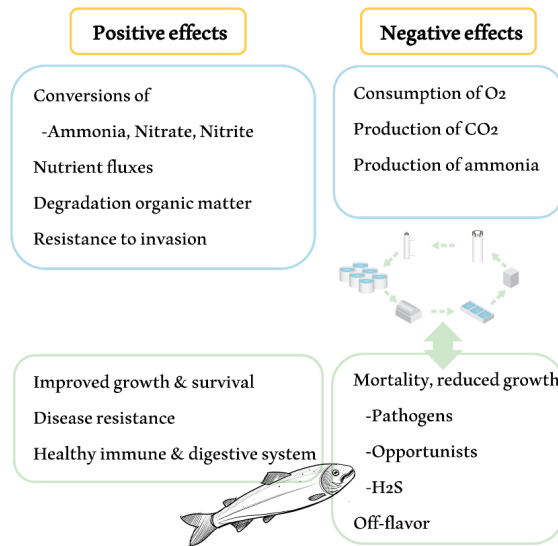 Positive effects
Negative effects
Conversions of
-Ammonia, Nitrate, Nitrite
Nutrient fluxes
Degradation organic matter
Resistance to invasion
Consumption of O2
Production of CO2
Production of ammonia
Improved growth & survival
Disease resistance
Healthy immune & digestive system
Mortality, reduced growth
-Pathogens
-Opportunists
-H2S
Off-flavor